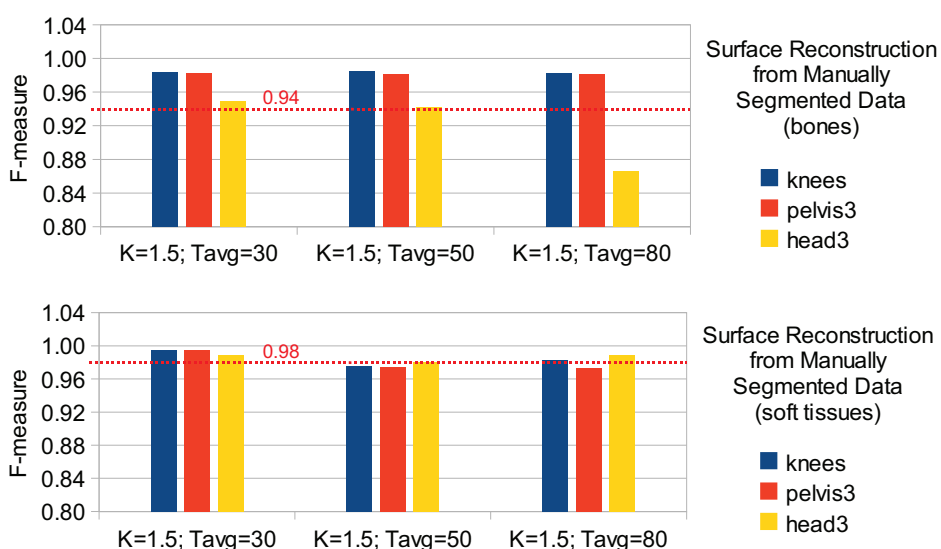 1.04
1.00
0.96
0.92
0.88
0.84
0.80
F-measure
0.94
K=1.5; Tavg=30
K=1.5; Tavg=50
K=1.5; Tavg=80
Surface Reconstruction
from Manually
Segmented Data
(bones)
knees
pelvis3
head3
1.04
1.00
0.96
0.92
0.88
0.84
0.80
F-measure
0.98
K=1.5; Tavg=30
K=1.5; Tavg=50
K=1.5; Tavg=80
Surface Reconstruction
from Manually
Segmented Data
(soft tissues)
knees
pelvis3
head3